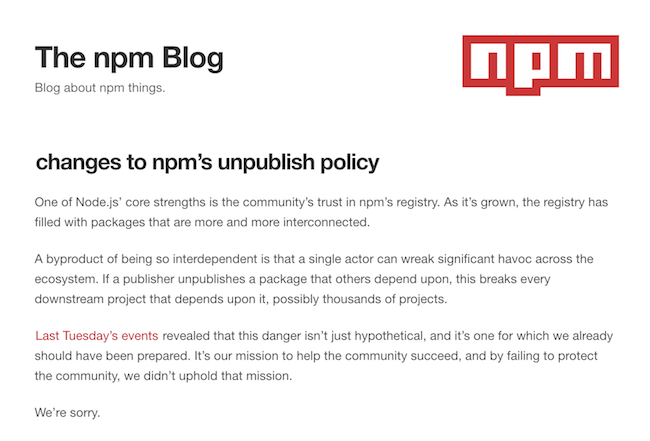 The npm Blog
Blog about npm things.
npm
changes to npm’s unpublish policy
One of Node.js’ core strengths is the community’s trust in npm’s registry. As it’s grown, the registry has
filled with packages that are more and more interconnected.
A byproduct of being so interdependent is that a single actor can wreak significant havoc across the
ecosystem. If a publisher unpublishes a package that others depend upon, this breaks every
downstream project that depends upon it, possibly thousands of projects.
Last Tuesday’s events revealed that this danger isn’t just hypothetical, and it’s one for which we already
should have been prepared. It’s our mission to help the community succeed, and by failing to protect
the community, we didn’t uphold that mission.
We’re sorry.